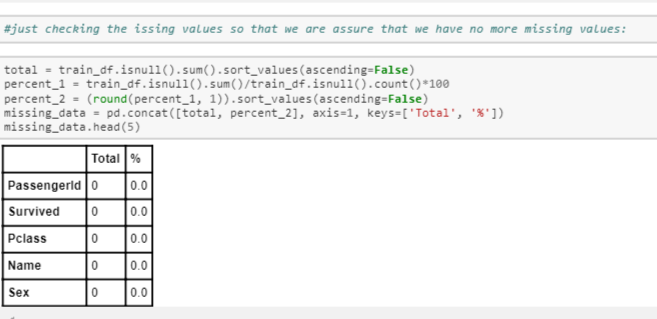 #just checking the issing values so that we are assure that we have no more missing values:
total = train_df.isnull().sum().sort_values(ascending=False)
percent_1 = train_df.isnull().sum()/train_df.isnull().count()*100
percent_2 = (round(percent_1, 1)).sort_values(ascending=False)
missing_data = pd.concat([total, percent_2], axis=1, keys=['Total', '%'])
missing_data.head(5)
Total %
PassengerId 0 0.0
Survived 0 0.0
Pclass 0 0.0
Name 0 0.0
Sex 0 0.0